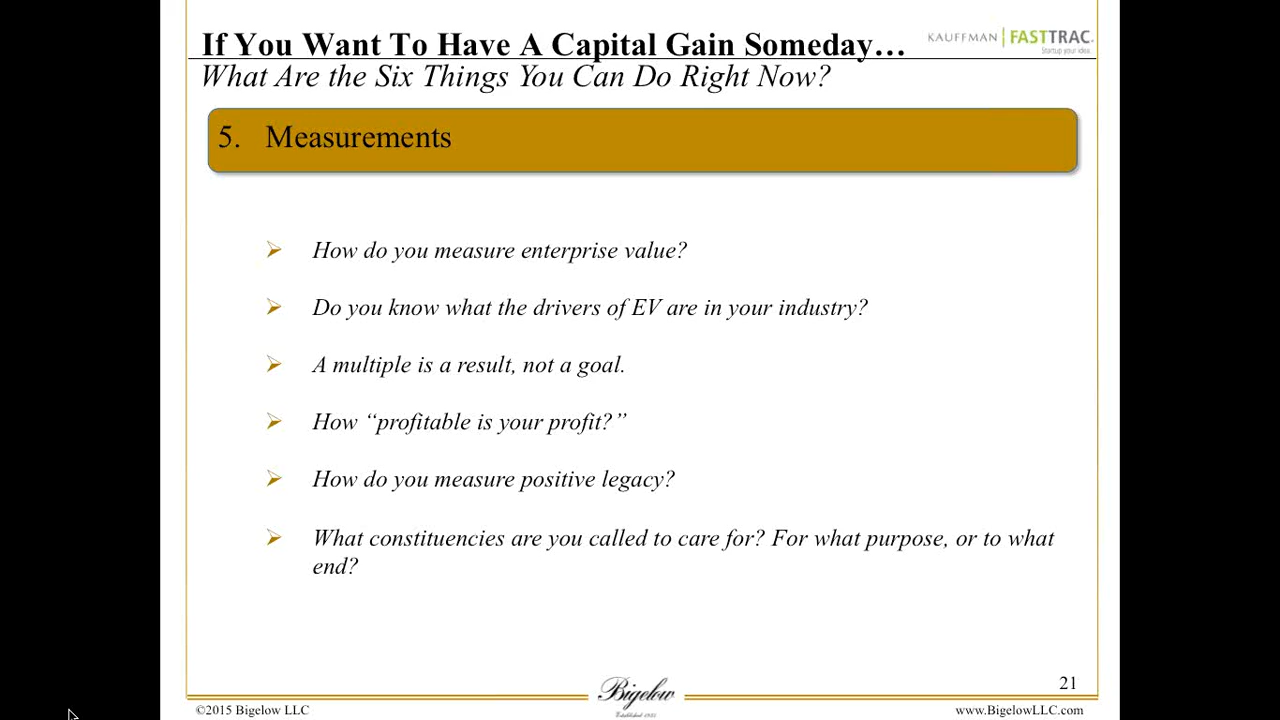 If You Want To Have A Capital Gain Someday…
KAUFFMAN | FASTTRAC.
Startup your idea.
What Are the Six Things You Can Do Right Now?
5. Measurements
How do you measure enterprise value?
Do you know what the drivers of EV are in your industry?
A multiple is a result, not a goal.
How “profitable is your profit?”
How do you measure positive legacy?
What constituencies are you called to care for? For what purpose, or to what
end?
21
Bigelow
©2015 Bigelow LLC
www.BigelowLLC.com